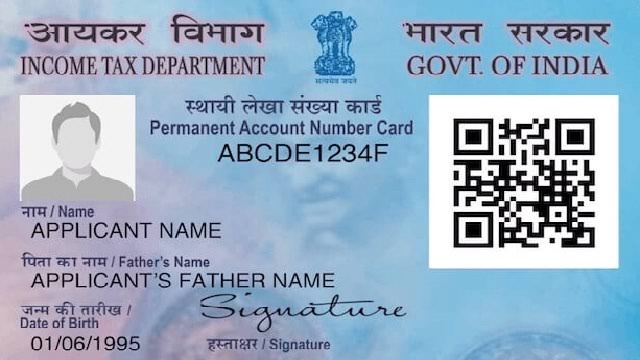 आयकर विभाग
INCOME TAX DEPARTMENT
भारत सरकार
GOVT. OF INDIA
सत्यमेव जयते
स्थायी लेखा संख्या कार्ड
Permanent Account Number Card
ABCDE1234F
नाम / Name
APPLICANT NAME
पिता का नाम / Father's Name
APPLICANT'S FATHER NAME
जन्म की तारीख /
Date of Birth
01/06/1995
Signature
हस्ताक्षर / Signature